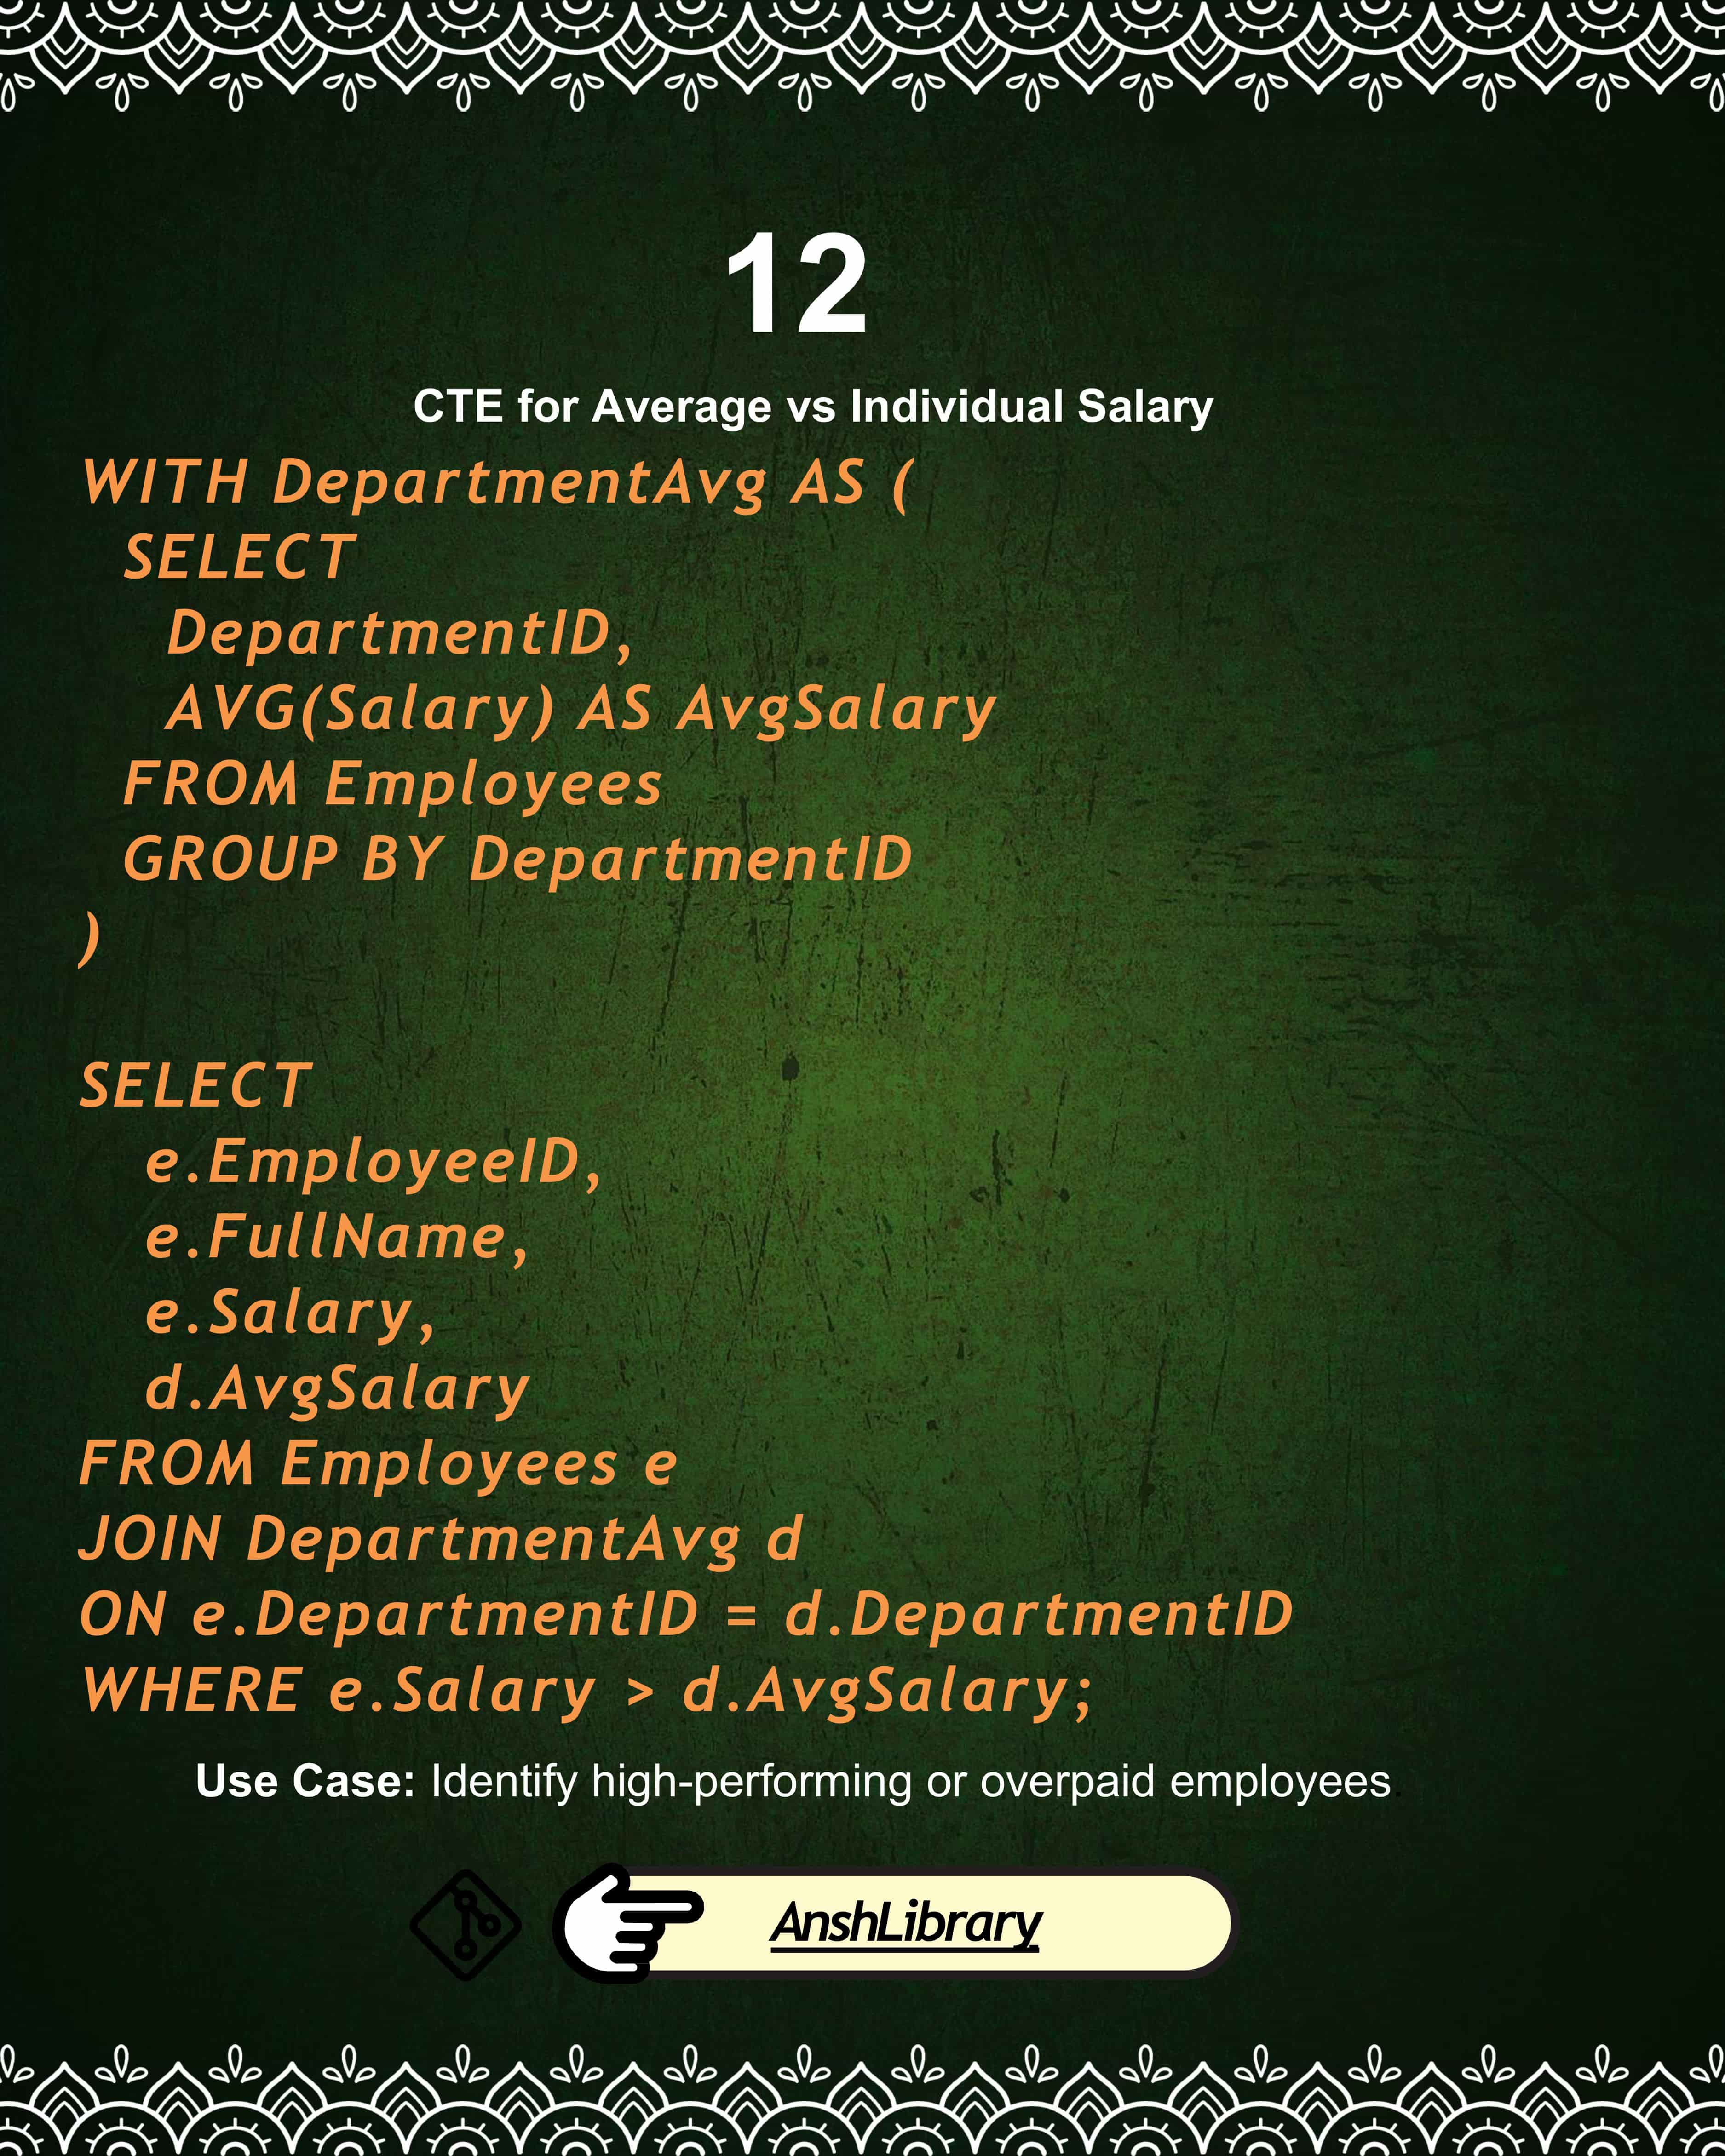 12
CTE for Average vs Individual Salary
WITH DepartmentAvg AS (
SELECT
DepartmentID,
AVG(Salary) AS AvgSalary
FROM Employees
GROUP BY DepartmentID
)
SELECT
e.EmployeeID,
e.FullName,
e.Salary,
d.AvgSalary
FROM Employees e
JOIN DepartmentAvg d
ON e.DepartmentID = d.DepartmentID
WHERE e.Salary > d.AvgSalary;
Use Case: Identify high-performing or overpaid employees.
AnshLibrary